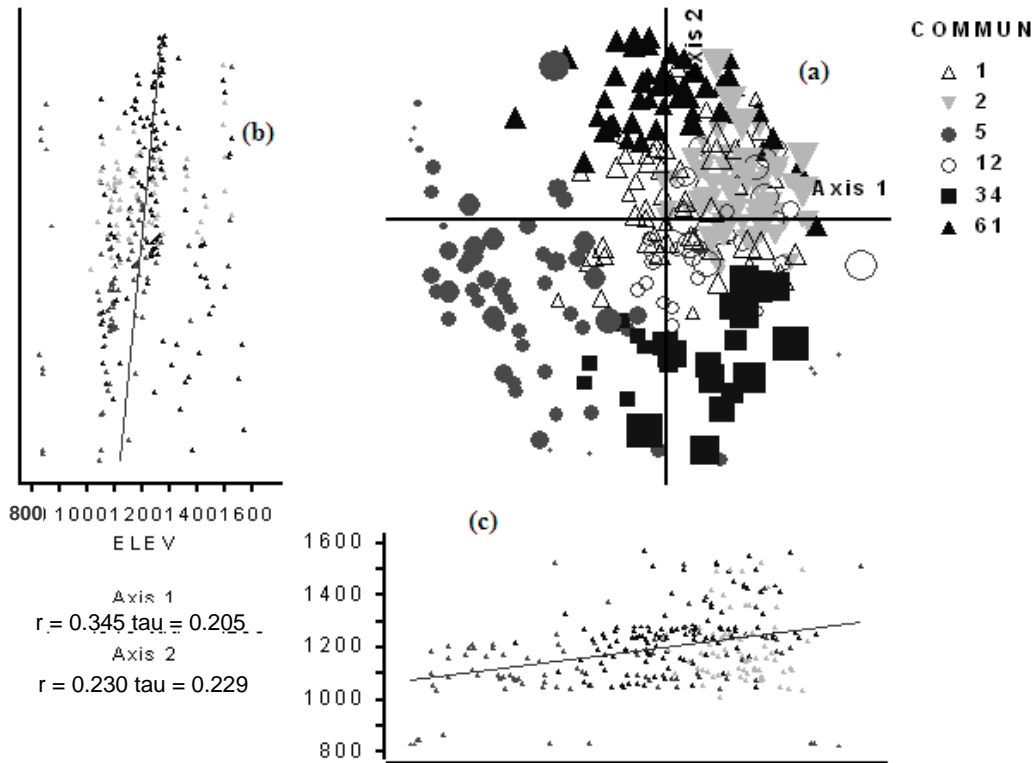 COMMUN
1
2
5
12
34
61
(a)
Axis 2
Axis 1
(b)
800 1000 1200 1400 1600
ELEV
Axis 1
r = 0.345 tau = 0.205
Axis 2
r = 0.230 tau = 0.229
(c)
1600
1400
1200
1000
800